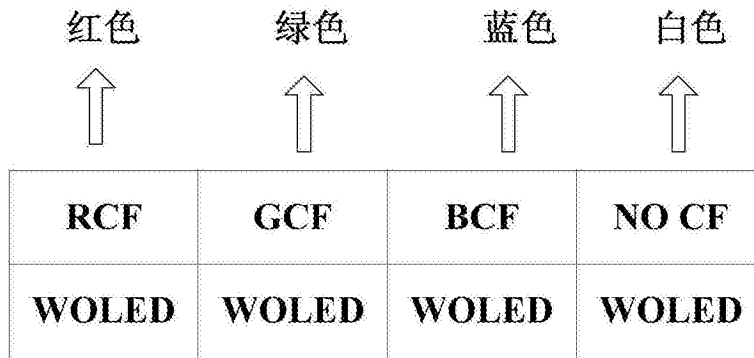 红色 绿色 蓝色 白色
RCF GCF BCF NO CF
WOLED WOLED WOLED WOLED